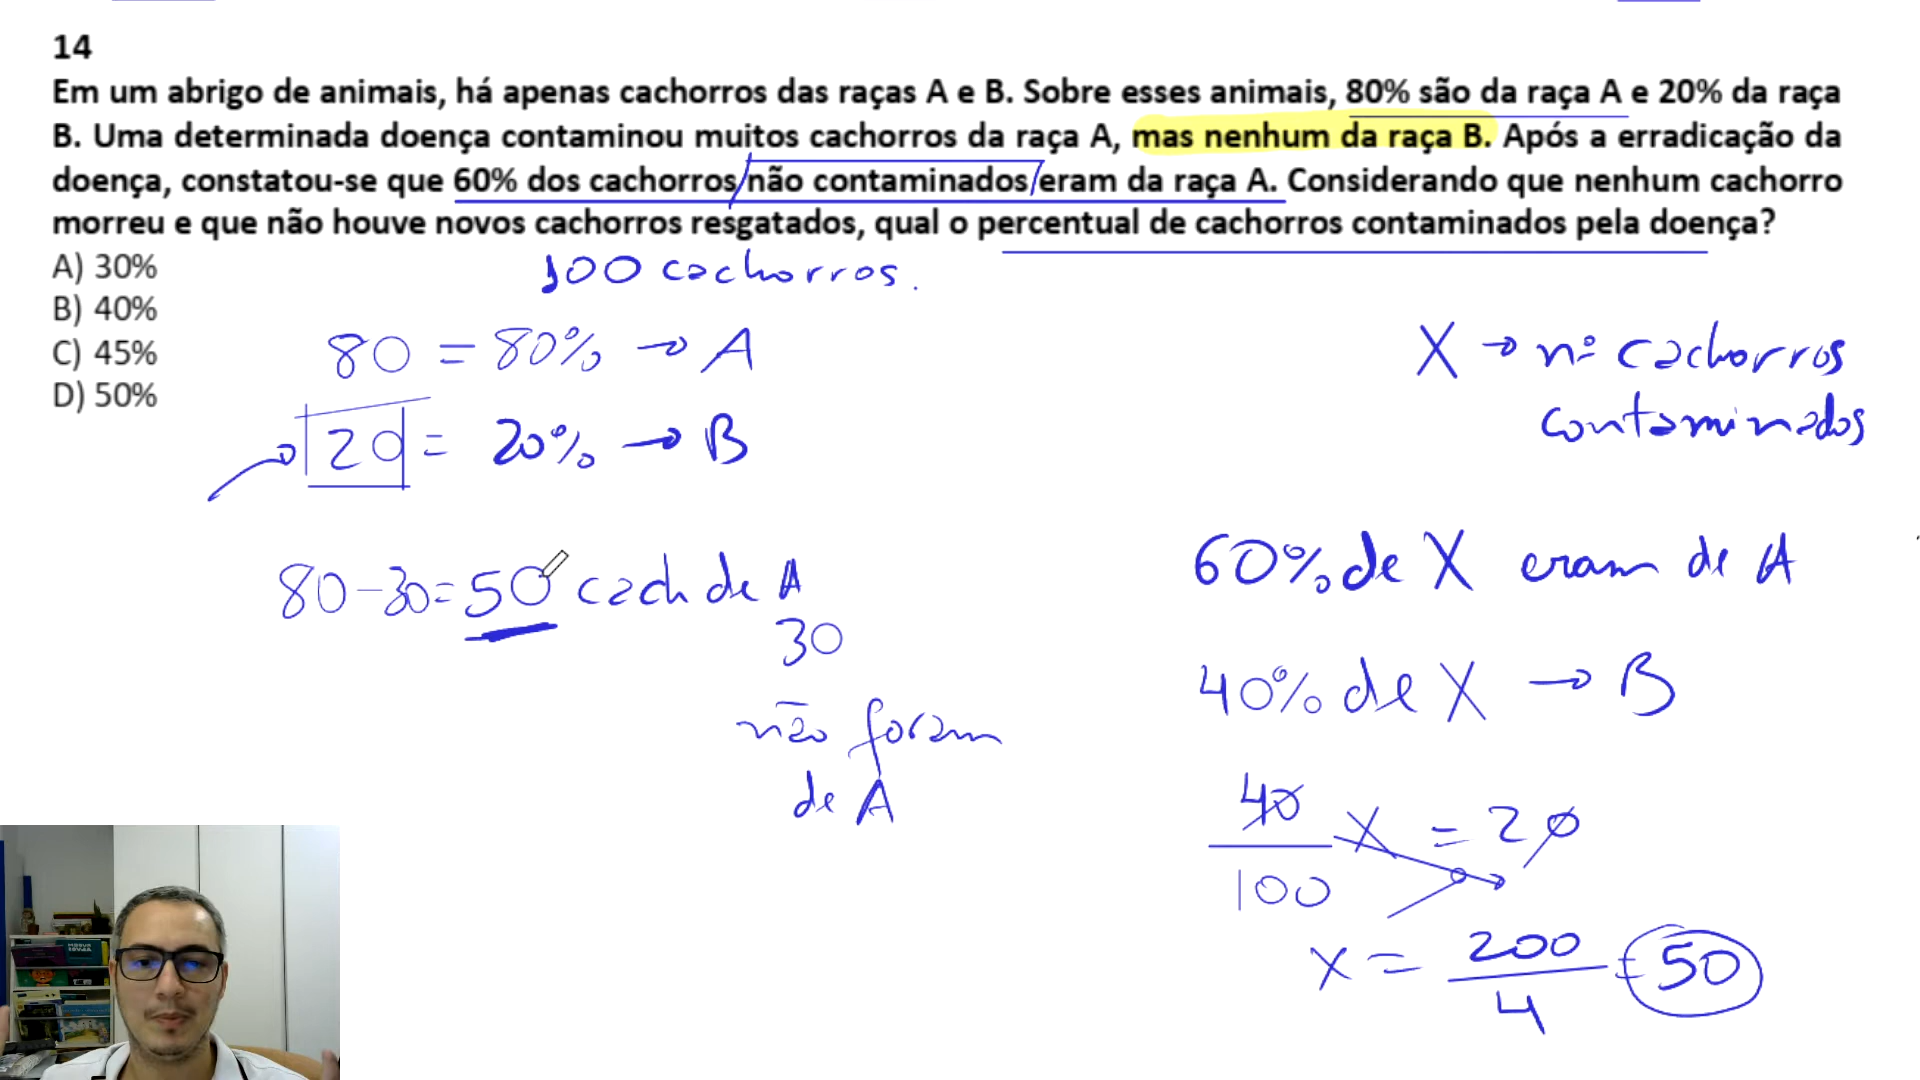 14
Em um abrigo de animais, há apenas cachorros das raças A e B. Sobre esses animais, 80% são da raça A e 20% da raça
B. Uma determinada doença contaminou muitos cachorros da raça A, mas nenhum da raça B. Após a erradicação da
doença, constatou-se que 60% dos cachorros não contaminados eram da raça A. Considerando que nenhum cachorro
morreu e que não houve novos cachorros resgatados, qual o percentual de cachorros contaminados pela doença?
A) 30%
B) 40%
C) 45%
D) 50%
100 cachorros.
80 = 80% → A
20 = 20% → B
80-30=50 cach de A
30
não foram
de A
X → nº cachorros
contaminados
60% de X eram de A
40% de X → B
40/100 X = 20
x = 200/4 = 50